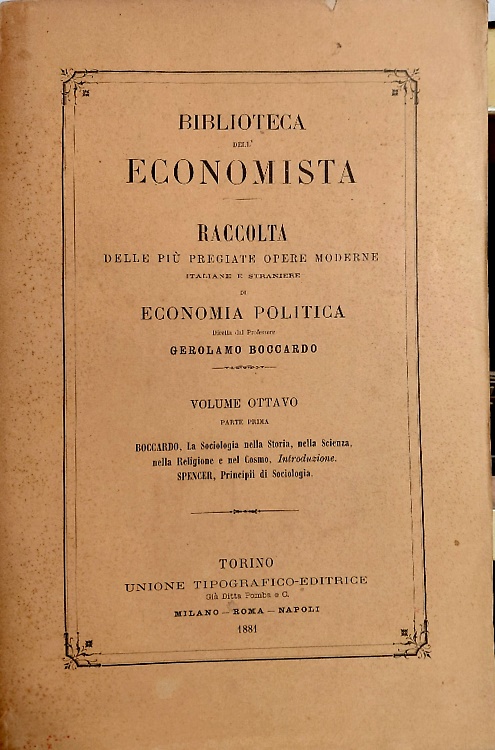 BIBLIOTECA
DELL'
ECONOMISTA
RACCOLTA
DELLE PIÙ PREGIATE OPERE MODERNE
ITALIANE E STRANIERE
DI
ECONOMIA POLITICA
Diretta dal Professore
GEROLAMO BOCCARDO
VOLUME OTTAVO
PARTE PRIMA
BOCCARDO, La Sociologia nella Storia, nella Scienza,
nella Religione e nel Cosmo, Introduzione.
SPENCER, Principii di Sociologia.
TORINO
UNIONE TIPOGRAFICO-EDITRICE
Già Ditta Pomba e C.
MILANO – ROMA – NAPOLI
1881